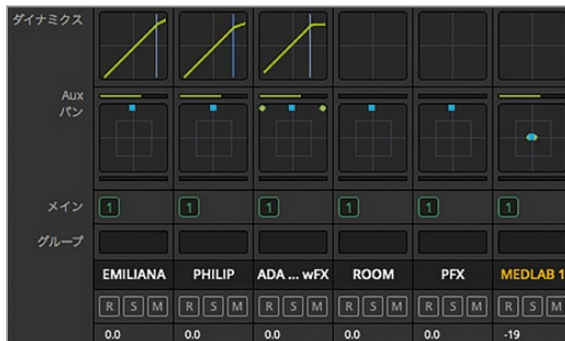 ダイナミクス
Aux
パン
メイン 1 1 1 1 1 1
グループ
EMILIANA PHILIP ADA ... wFX ROOM PFX MEDLAB 1
R S M R S M R S M R S M R S M R S M
0.0 0.0 0.0 0.0 0.0 -19